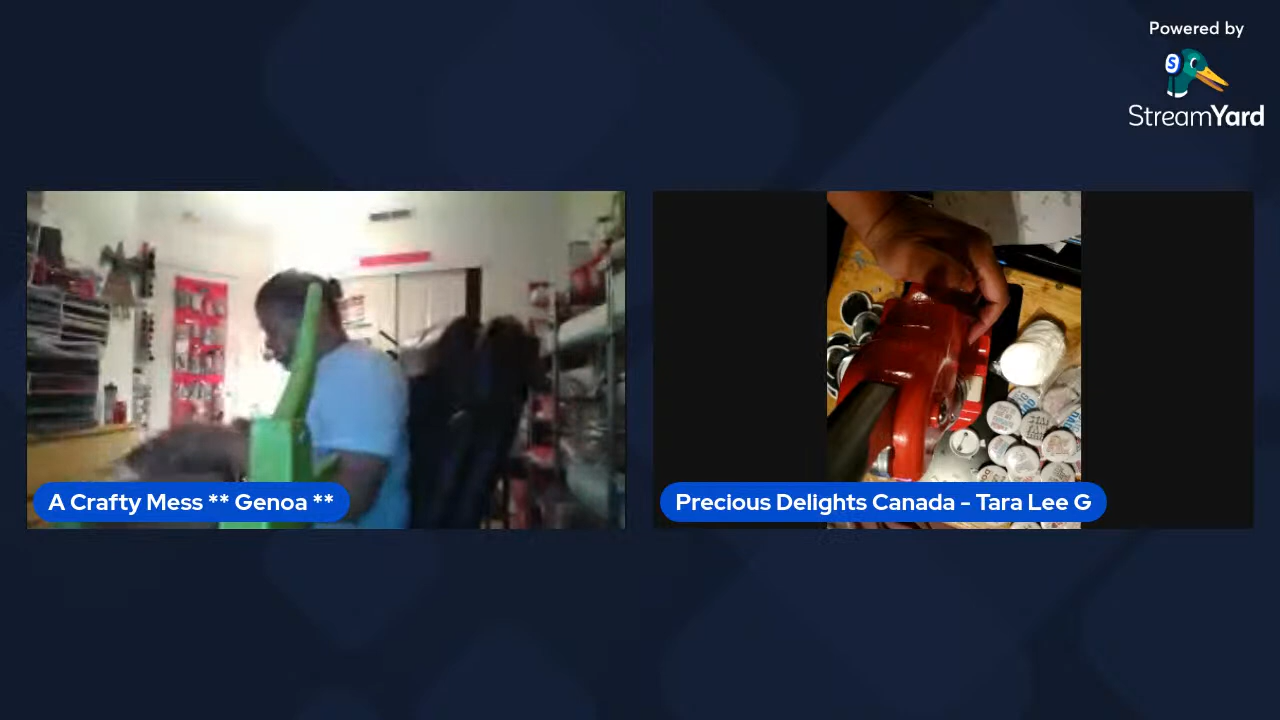 Powered by
S
StreamYard
A Crafty Mess ** Genoa **
Precious Delights Canada - Tara Lee G